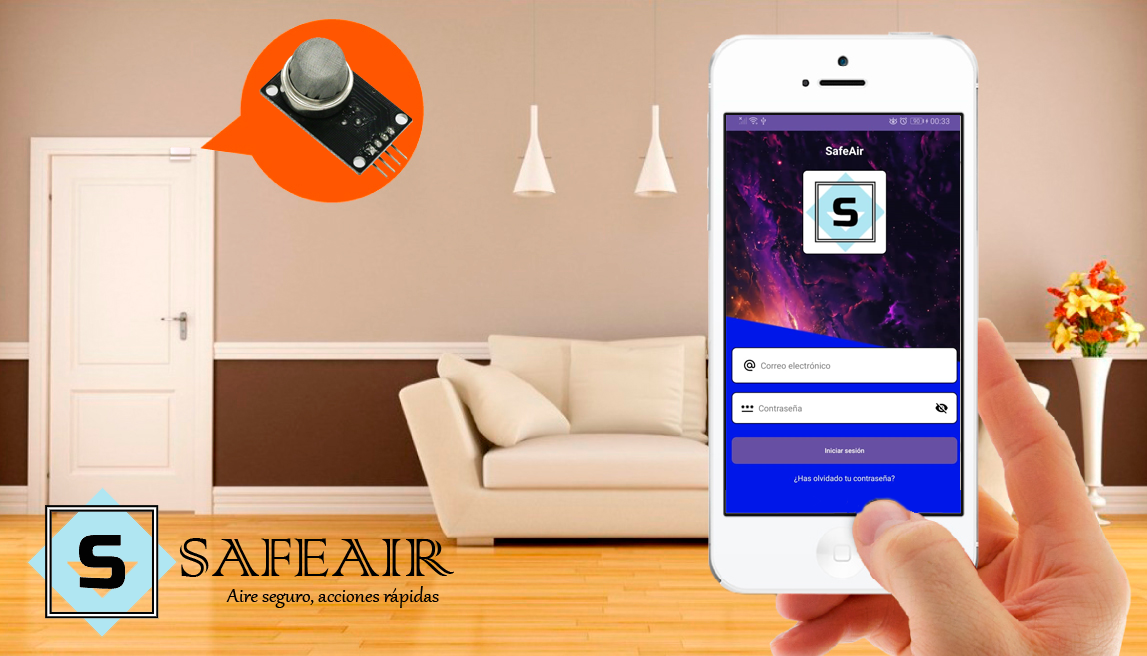 00:33
SafeAir
S
Correo electrónico
Contraseña
Iniciar sesión
¿Has olvidado tu contraseña?
S
SAFEAIR
Aire seguro, acciones rápidas